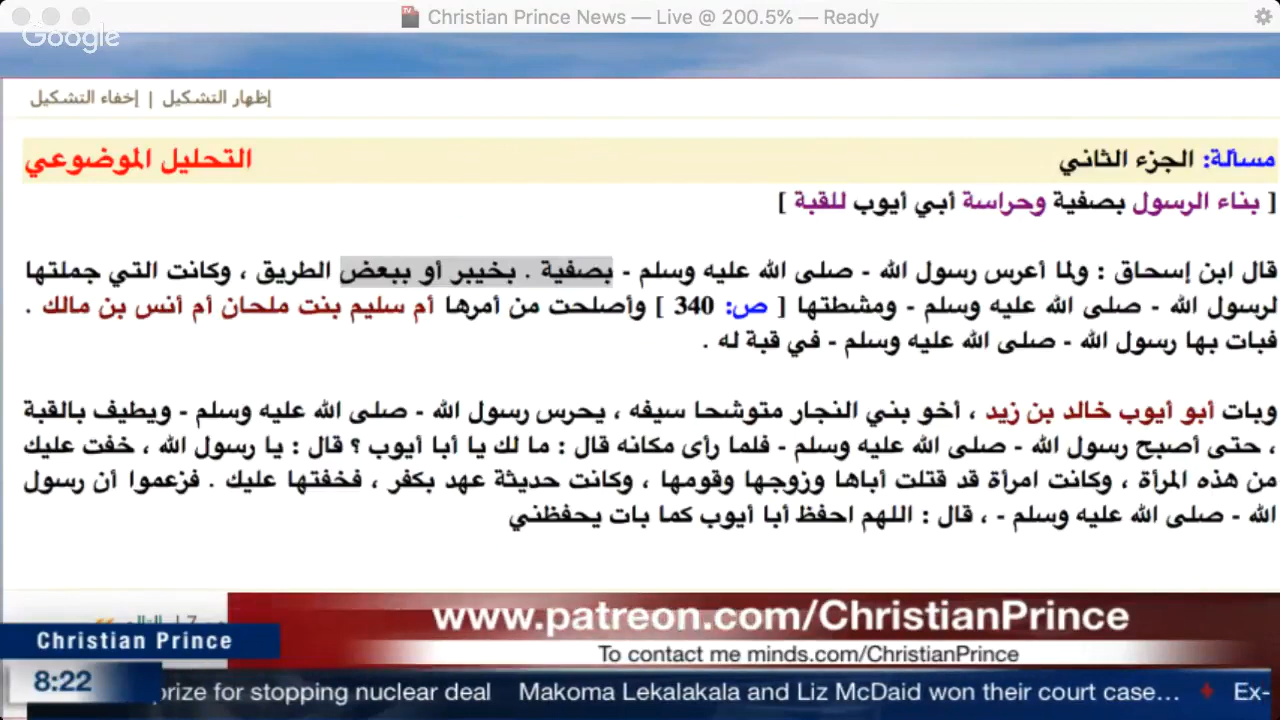 Christian Prince News — Live @ 200.5% — Ready
Google
إظهار التشكيل | إخفاء التشكيل
مسألة: الجزء الثاني
التحليل الموضوعي
[ بناء الرسول بصفية وحراسة أبي أيوب للقبة ]
قال ابن إسحاق : ولما أعرس رسول الله - صلى الله عليه وسلم - بصفية . بخيبر أو ببعض الطريق ، وكانت التي جملتها
لرسول الله - صلى الله عليه وسلم - ومشطتها [ ص: 340 ] وأصلحت من أمرها أم سليم بنت ملحان أم أنس بن مالك .
فبات بها رسول الله - صلى الله عليه وسلم - في قبة له .
وبات أبو أيوب خالد بن زيد ، أخو بني النجار متوشحا سيفه ، يحرس رسول الله - صلى الله عليه وسلم - ويطيف بالقبة
، حتى أصبح رسول الله - صلى الله عليه وسلم - فلما رأى مكانه قال : ما لك يا أبا أيوب ؟ قال : يا رسول الله ، خفت عليك
من هذه المرأة ، وكانت امرأة قد قتلت أباها وزوجها وقومها ، وكانت حديثة عهد بكفر ، فخفتها عليك . فزعموا أن رسول
الله - صلى الله عليه وسلم - ، قال : اللهم احفظ أبا أيوب كما بات يحفظني
www.patreon.com/ChristianPrince
Christian Prince
To contact me minds.com/ChristianPrince
8:22
prize for stopping nuclear deal Makoma Lekalakala and Liz McDaid won their court case... Ex-